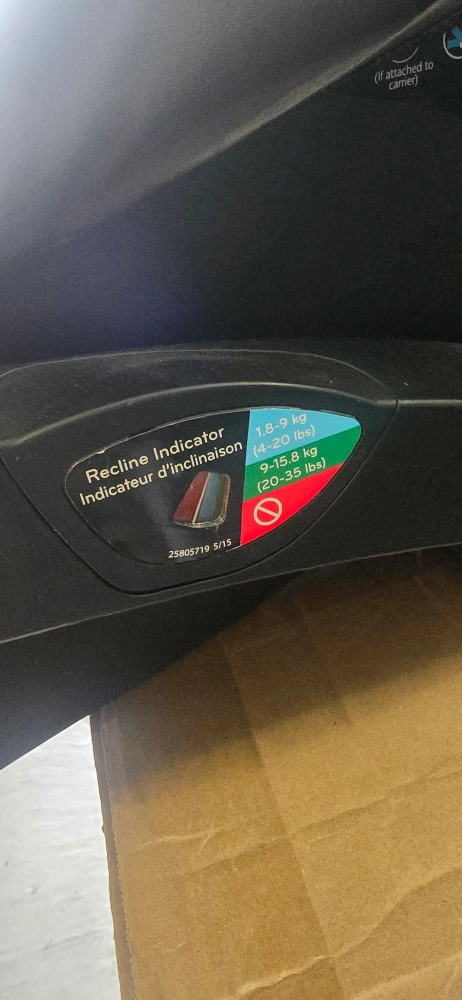 (if attached to
carrier)
Recline Indicator
Indicateur d'inclinaison
1.8-9 kg
(4-20 lbs)
9-15.8 kg
(20-35 lbs)
25805719 5/15